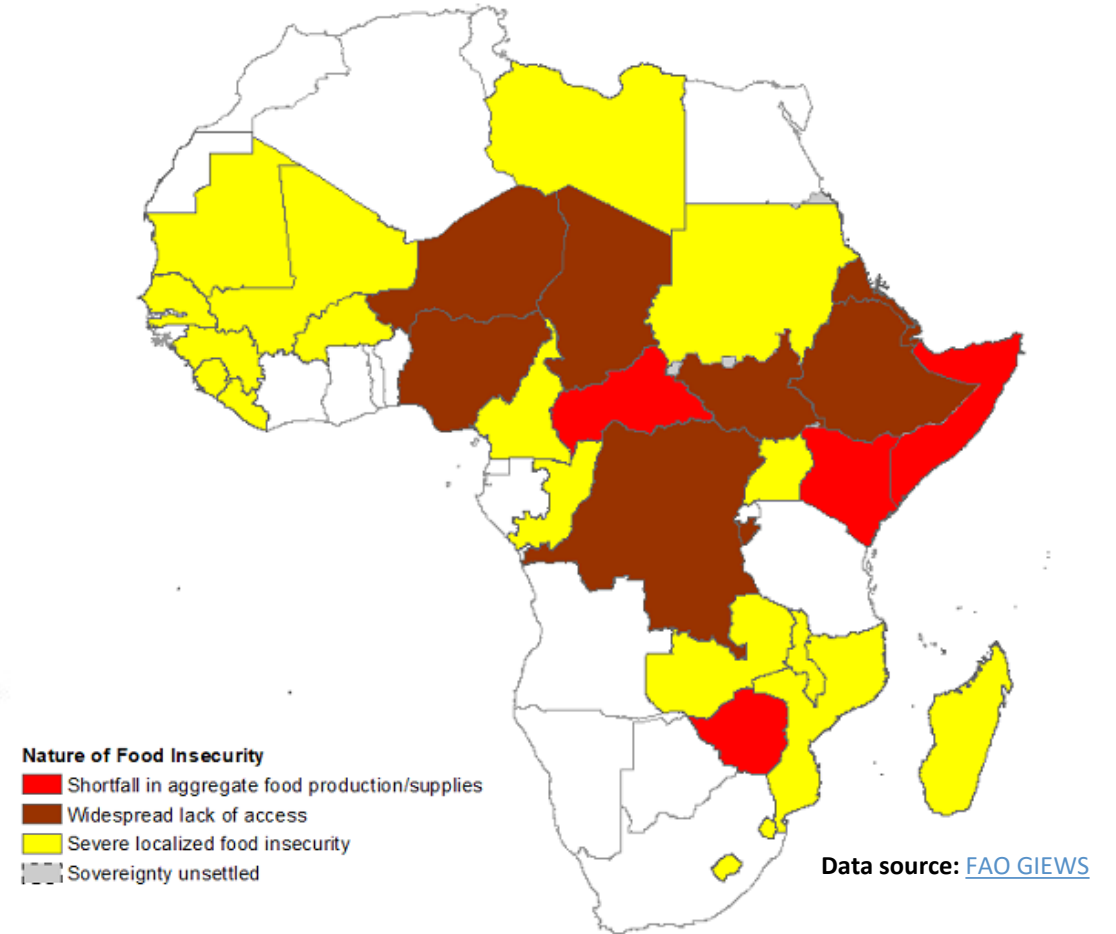 Nature of Food Insecurity
Shortfall in aggregate food production/supplies
Widespread lack of access
Severe localized food insecurity
Sovereignty unsettled
Data source: FAO GIEWS